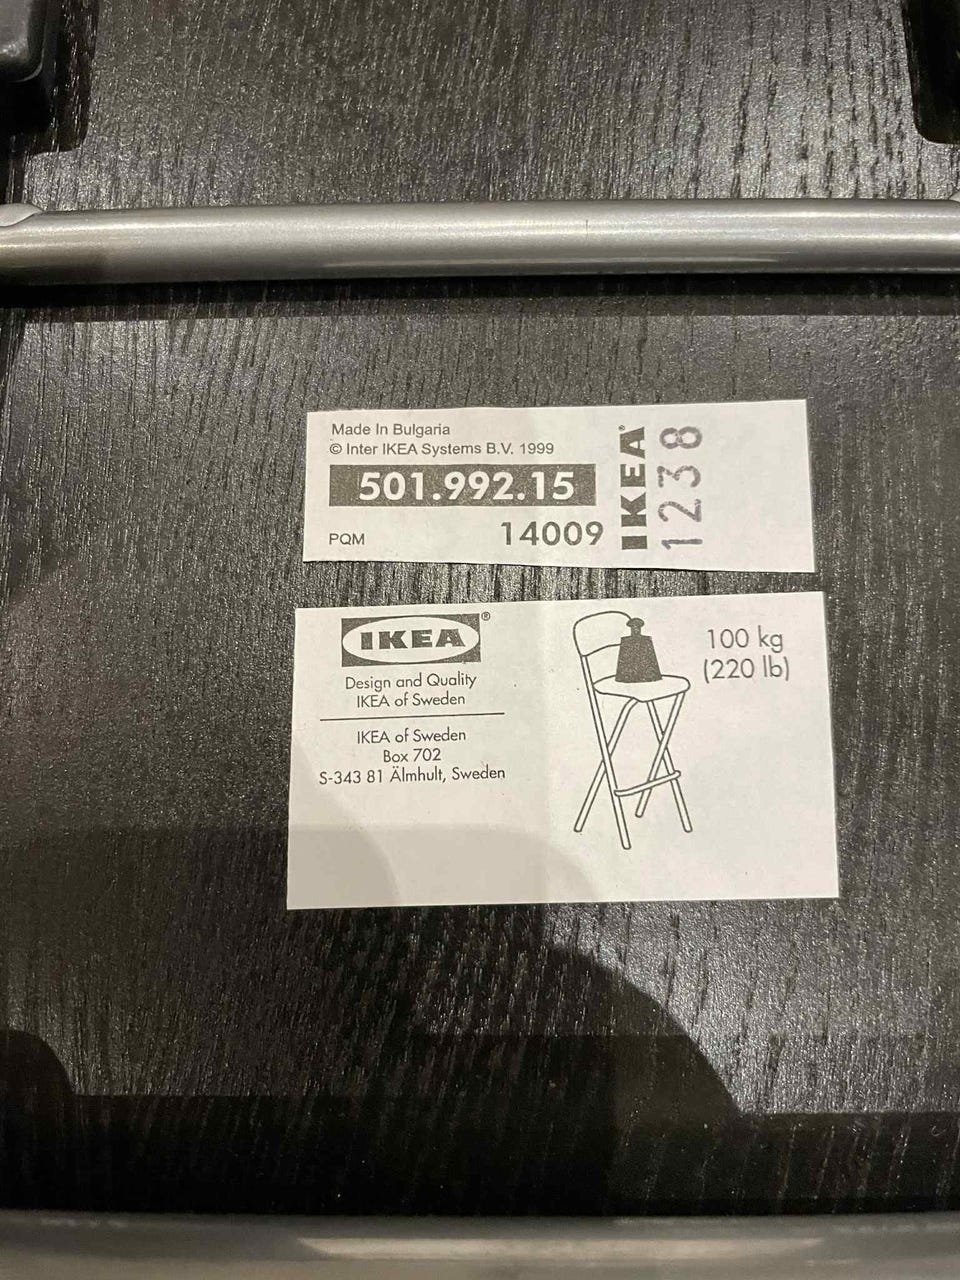 Made In Bulgaria
© Inter IKEA Systems B.V. 1999
501.992.15
PQM 14009
IKEA®
1238
IKEA®
Design and Quality
IKEA of Sweden
IKEA of Sweden
Box 702
S-343 81 Älmhult, Sweden
100 kg
(220 lb)